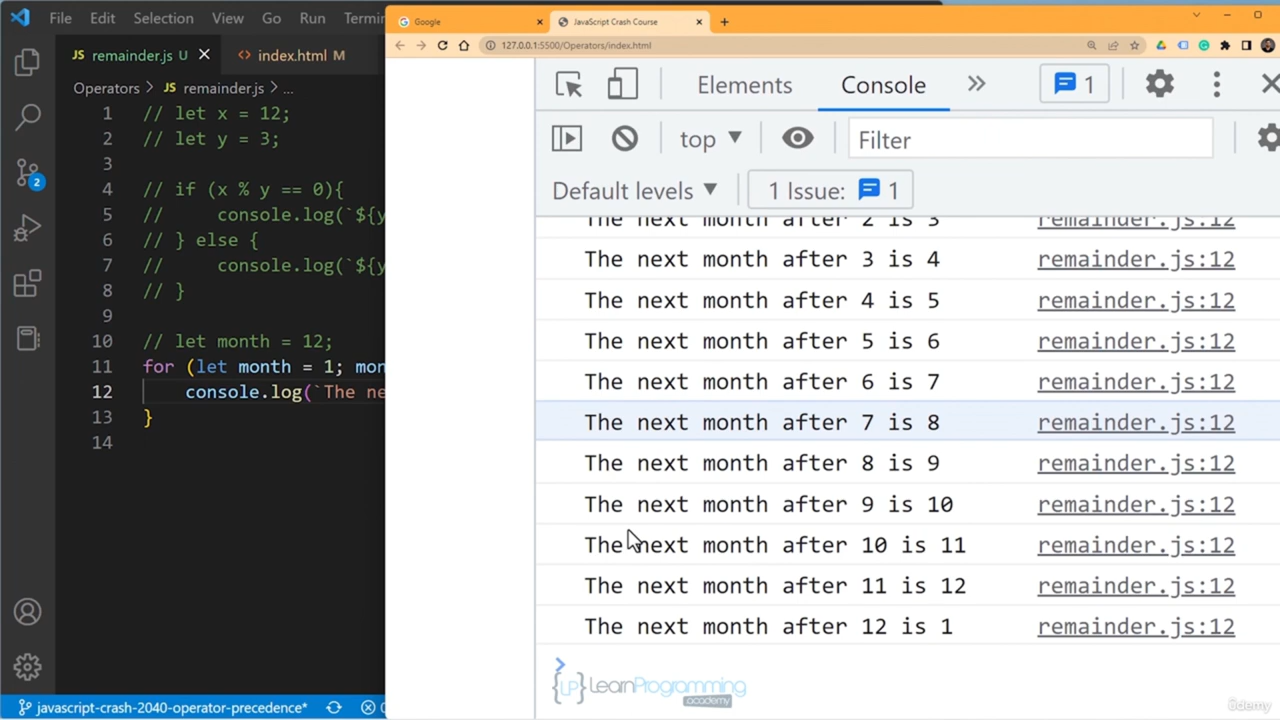 File Edit Selection View Go Run Termin
Google
JavaScript Crash Course
127.0.0.1:5500/Operators/index.html
JS remainder.js U
<> index.html M
Operators > JS remainder.js > ...
1 // let x = 12;
2 // let y = 3;
3
4 // if (x % y == 0){
5 //     console.log(`${y
6 // } else {
7 //     console.log(`${y
8 // }
9
10 // let month = 12;
11 for (let month = 1; mon
12     console.log(`The ne
13 }
14
2
javascript-crash-2040-operator-precedence*
0
Elements Console 1
top Filter
Default levels 1 Issue: 1
The next month after 2 is 3 remainder.js:12
The next month after 3 is 4 remainder.js:12
The next month after 4 is 5 remainder.js:12
The next month after 5 is 6 remainder.js:12
The next month after 6 is 7 remainder.js:12
The next month after 7 is 8 remainder.js:12
The next month after 8 is 9 remainder.js:12
The next month after 9 is 10 remainder.js:12
The next month after 10 is 11 remainder.js:12
The next month after 11 is 12 remainder.js:12
The next month after 12 is 1 remainder.js:12
{LP} LearnProgramming
academy
ûdemy